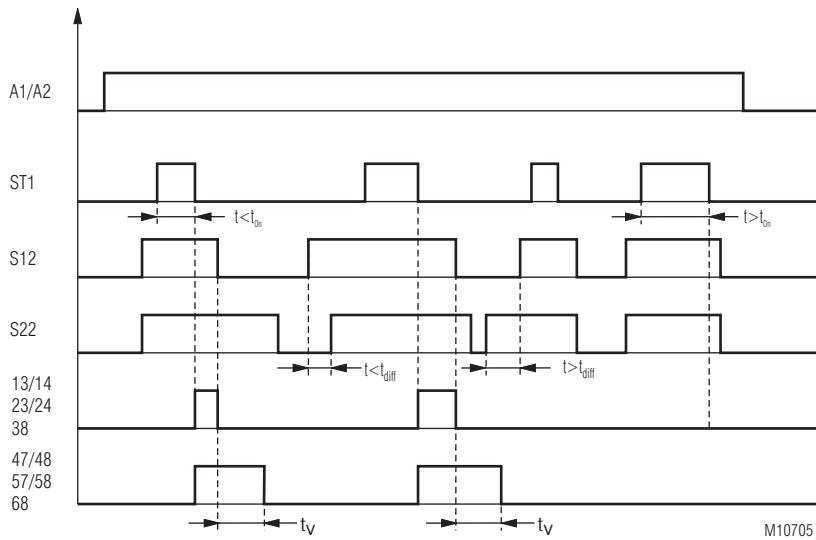 A1/A2
ST1
t<t0n
t>t0n
S12
S22
t<tdiff
t>tdiff
13/14
23/24
38
47/48
57/58
68
tv
tv
M10705